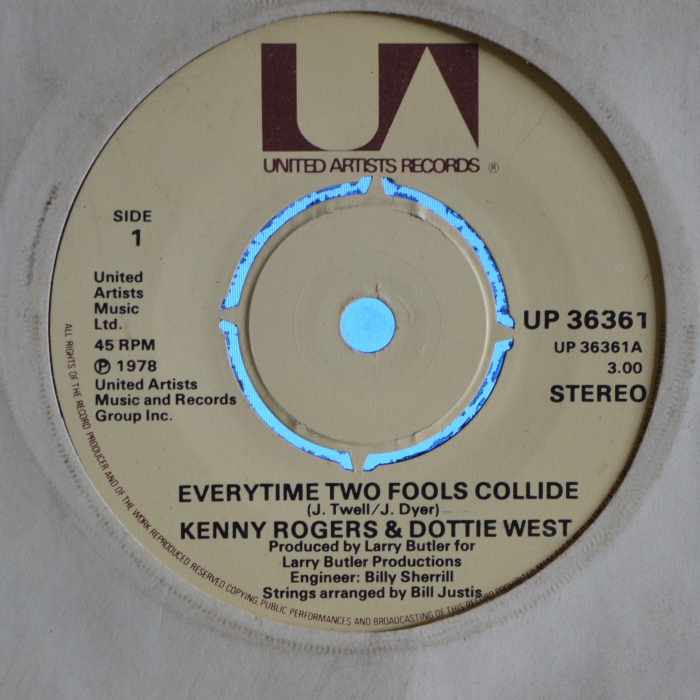 UA
UNITED ARTISTS RECORDS ®
SIDE
1
United
Artists
Music
Ltd.
45 RPM
Ⓟ 1978
United Artists
Music and Records
Group Inc.
UP 36361
UP 36361A
3.00
STEREO
EVERYTIME TWO FOOLS COLLIDE
(J. Twell/J. Dyer)
KENNY ROGERS & DOTTIE WEST
Produced by Larry Butler for
Larry Butler Productions
Engineer: Billy Sherrill
Strings arranged by Bill Justis
ALL RIGHTS OF THE RECORD PRODUCER AND OF THE WORK REPRODUCED RESERVED COPYING, PUBLIC PERFORMANCES AND BROADCASTING OF THIS RECORD